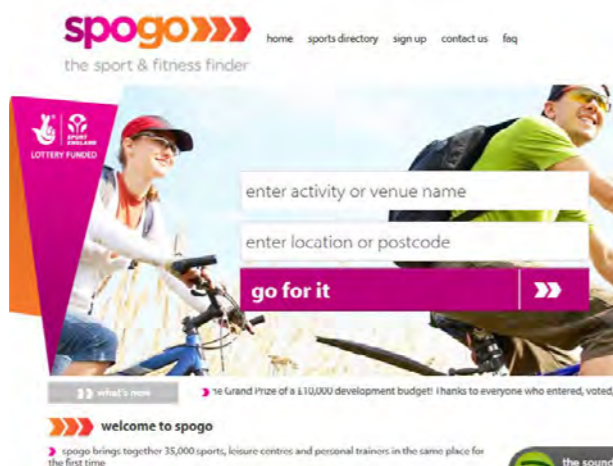 spogo
home sports directory sign up contact us faq
the sport & fitness finder
SPORT
ENGLAND
LOTTERY FUNDED
enter activity or venue name
enter location or postcode
go for it
what's new
Grand Prize of a £10,000 development budget! Thanks to everyone who entered, voted,
welcome to spogo
spogo brings together 35,000 sports, leisure centres and personal trainers in the same place for
the first time
the sound